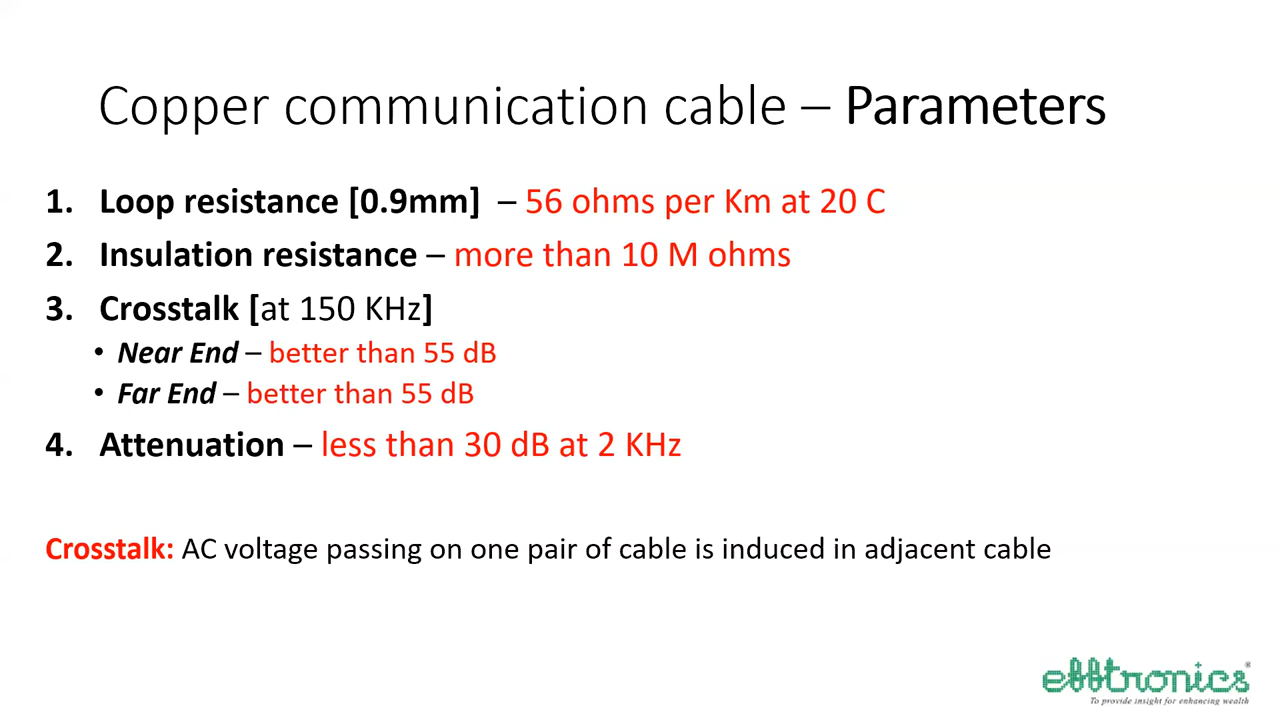 Copper communication cable – Parameters
1. Loop resistance [0.9mm] – 56 ohms per Km at 20 C
2. Insulation resistance – more than 10 M ohms
3. Crosstalk [at 150 KHz]
• Near End – better than 55 dB
• Far End – better than 55 dB
4. Attenuation – less than 30 dB at 2 KHz
Crosstalk: AC voltage passing on one pair of cable is induced in adjacent cable
efftronics®
To provide insight for enhancing wealth